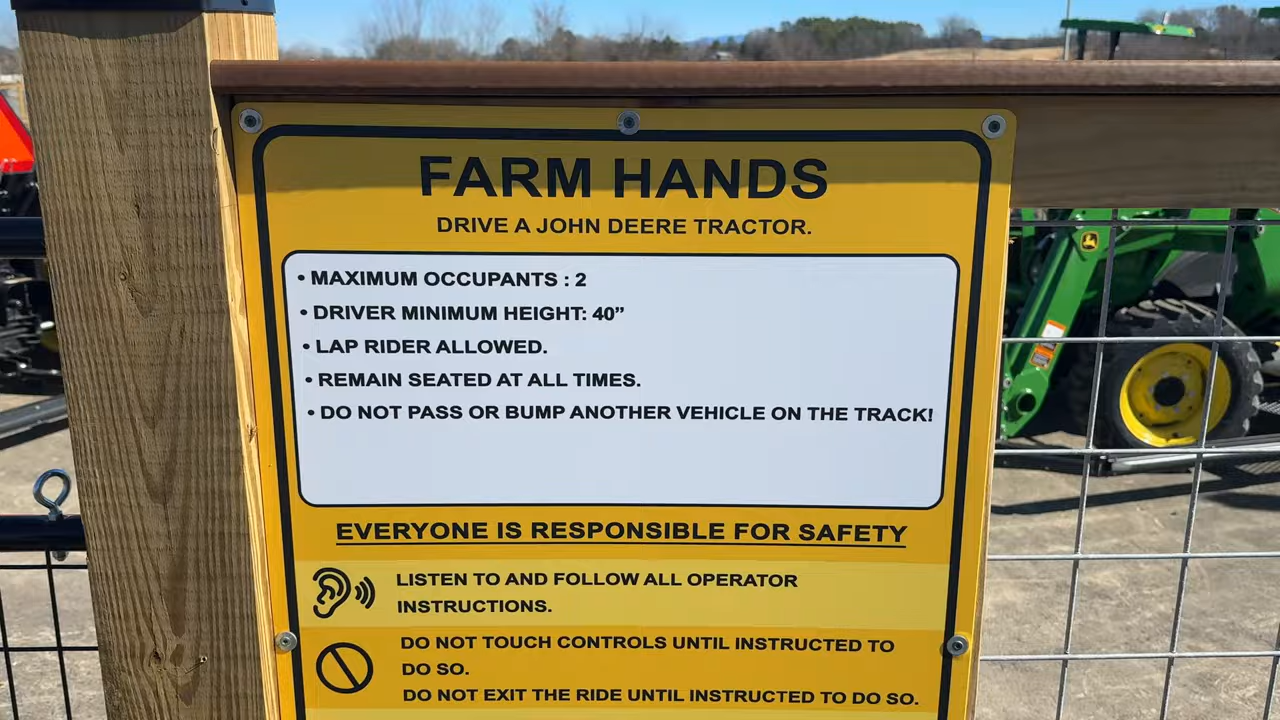 FARM HANDS
DRIVE A JOHN DEERE TRACTOR.
• MAXIMUM OCCUPANTS : 2
• DRIVER MINIMUM HEIGHT: 40”
• LAP RIDER ALLOWED.
• REMAIN SEATED AT ALL TIMES.
• DO NOT PASS OR BUMP ANOTHER VEHICLE ON THE TRACK!
EVERYONE IS RESPONSIBLE FOR SAFETY
LISTEN TO AND FOLLOW ALL OPERATOR
INSTRUCTIONS.
DO NOT TOUCH CONTROLS UNTIL INSTRUCTED TO
DO SO.
DO NOT EXIT THE RIDE UNTIL INSTRUCTED TO DO SO.